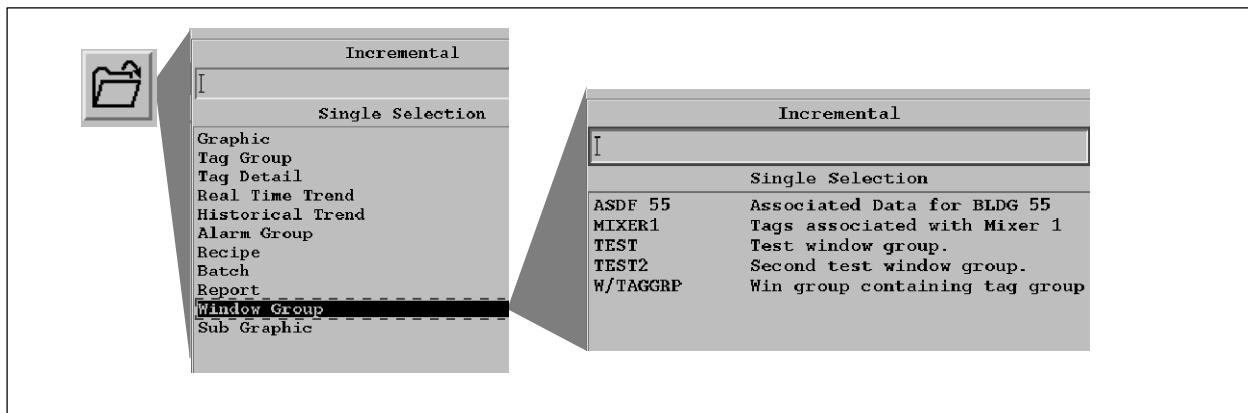 Incremental
Single Selection
Graphic
Tag Group
Tag Detail
Real Time Trend
Historical Trend
Alarm Group
Recipe
Batch
Report
Window Group
Sub Graphic
Incremental
Single Selection
ASDF 55 Associated Data for BLDG 55
MIXER1 Tags associated with Mixer 1
TEST Test window group.
TEST2 Second test window group.
W/TAGGRP Win group containing tag group